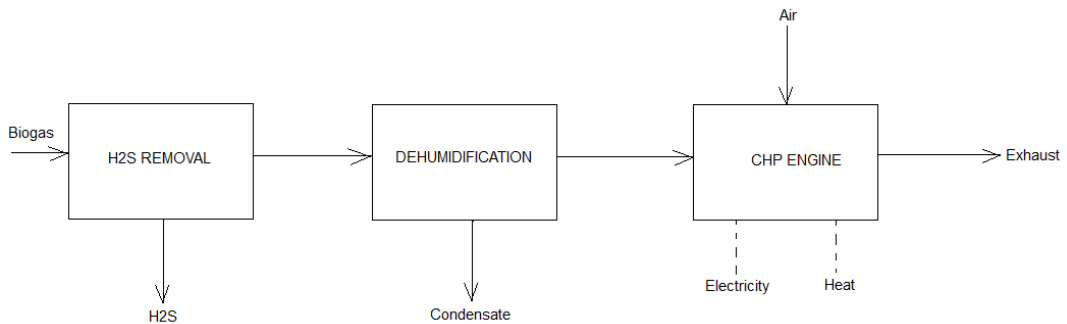 Air
Biogas
H2S REMOVAL
DEHUMIDIFICATION
CHP ENGINE
Exhaust
Electricity
Heat
H2S
Condensate